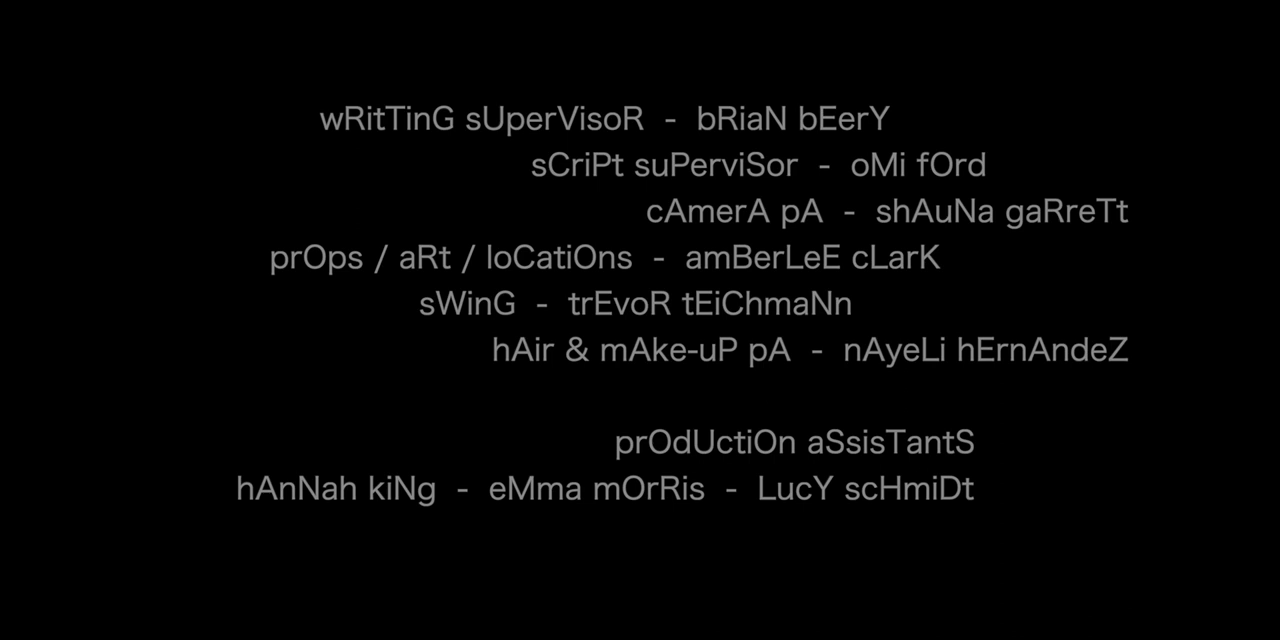 wRitTinG sUperVisoR - bRiaN bEerY
sCriPt suPerviSor - oMi fOrd
cAmerA pA - shAuNa gaRreTt
prOps / aRt / loCatiOns - amBerLeE cLarK
sWinG - trEvoR tEiChmaNn
hAir & mAke-uP pA - nAyeLi hErnAndeZ
prOdUctiOn aSsisTantS
hAnNah kiNg - eMma mOrRis - LucY scHmiDt